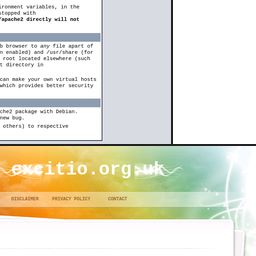 ironment variables, in the
stopped with
/apache2 directly will not
b browser to any file apart of
n enabled) and /usr/share (for
root located elsewhere (such
t directory in
can make your own virtual hosts
which provides better security
che2 package with Debian.
new bug.
others) to respective
excitio.org.uk
DISCLAIMER PRIVACY POLICY CONTACT